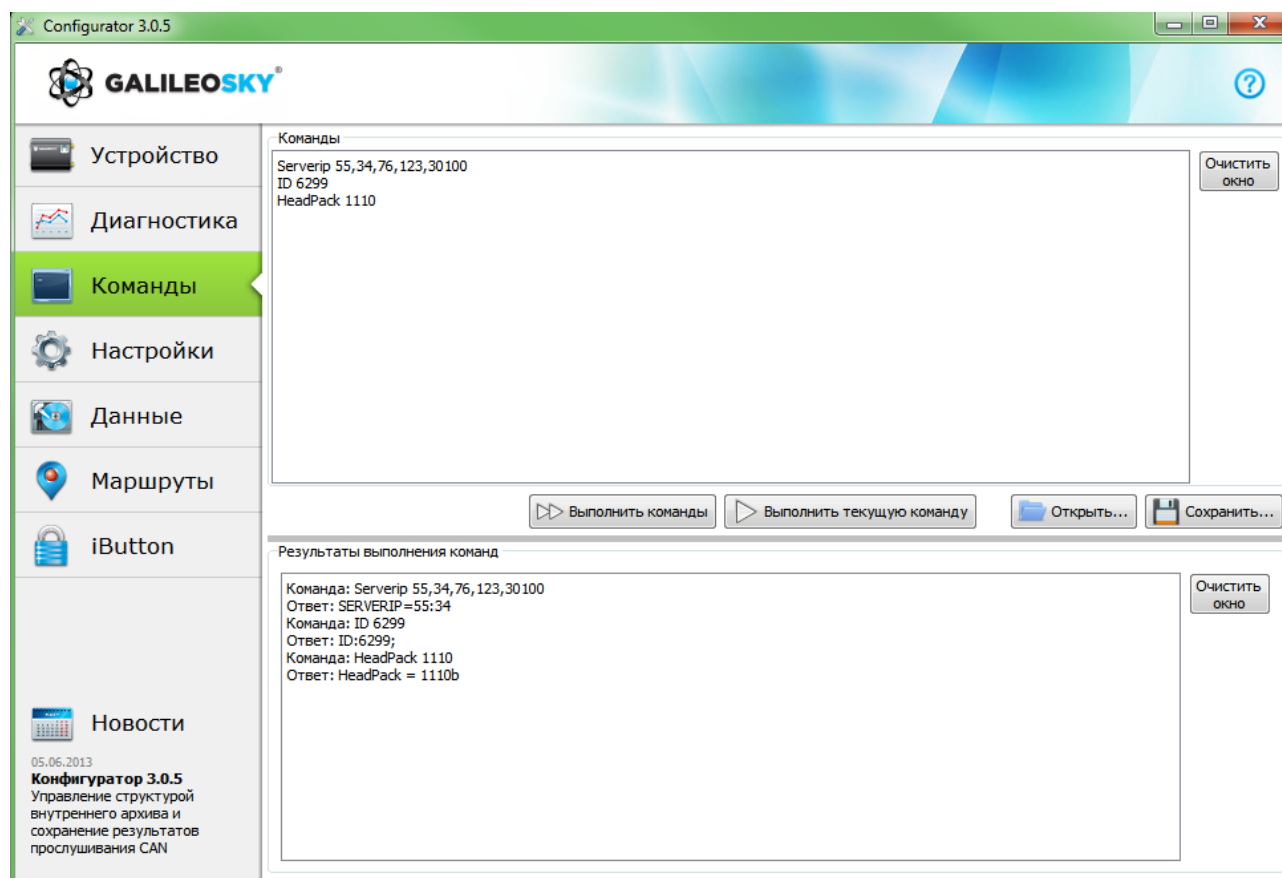 Configurator 3.0.5
GALILEOSKY®
?
Устройство
Диагностика
Команды
Настройки
Данные
Маршруты
iButton
Новости
05.06.2013
Конфигуратор 3.0.5
Управление структурой
внутреннего архива и
сохранение результатов
прослушивания CAN
Команды
Serverip 55,34,76,123,30100
ID 6299
HeadPack 1110
Очистить
окно
Выполнить команды
Выполнить текущую команду
Открыть...
Сохранить...
Результаты выполнения команд
Команда: Serverip 55,34,76,123,30100
Ответ: SERVERIP=55:34
Команда: ID 6299
Ответ: ID:6299;
Команда: HeadPack 1110
Ответ: HeadPack = 1110b
Очистить
окно